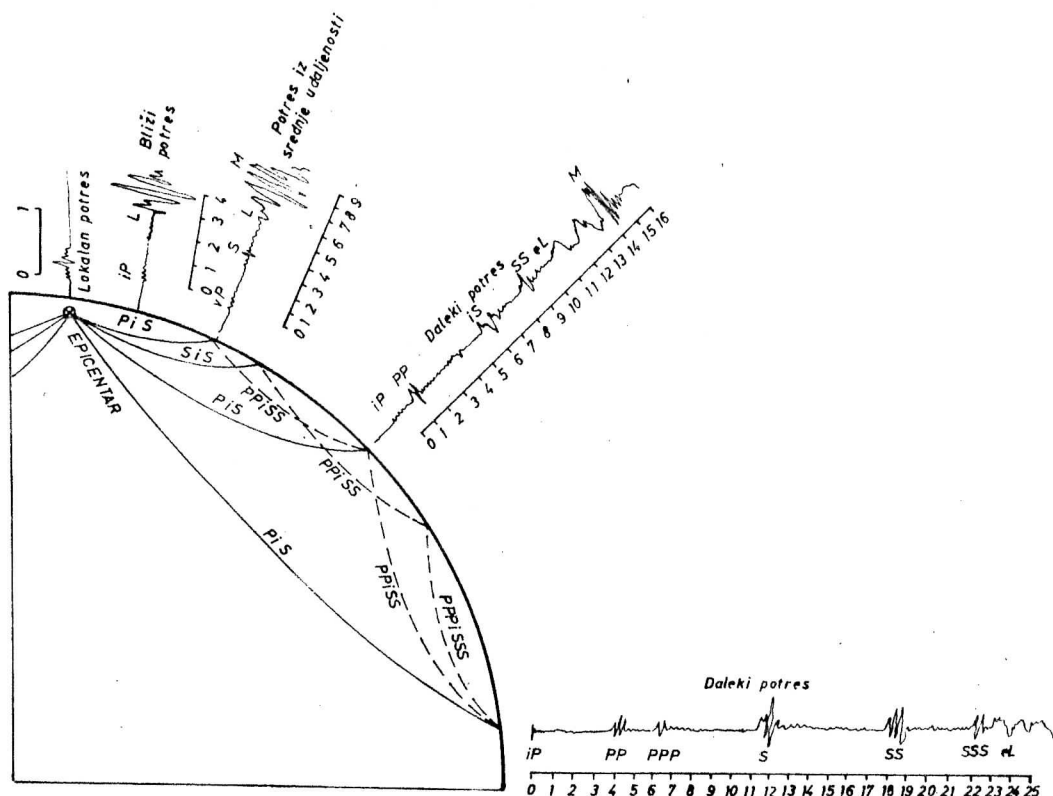 Lokalan potres
0 1
iP
L
Bliži
potres
0 1 2 3 4
vP
S
L
M
Potres iz
srednje udaljenosti
0 1 2 3 4 5 6 7 8 9
iP
PP
Daleki potres
iS
SS
eL
M
0 1 2 3 4 5 6 7 8 9 10 11 12 13 14 15 16
EPICENTAR
PiS
SiS
PiS
PPiSS
PPiSS
PiS
PPiSS
PPPiSSS
Daleki potres
iP PP PPP S SS SSS eL
0 1 2 3 4 5 6 7 8 9 10 11 12 13 14 15 16 17 18 19 20 21 22 23 24 25